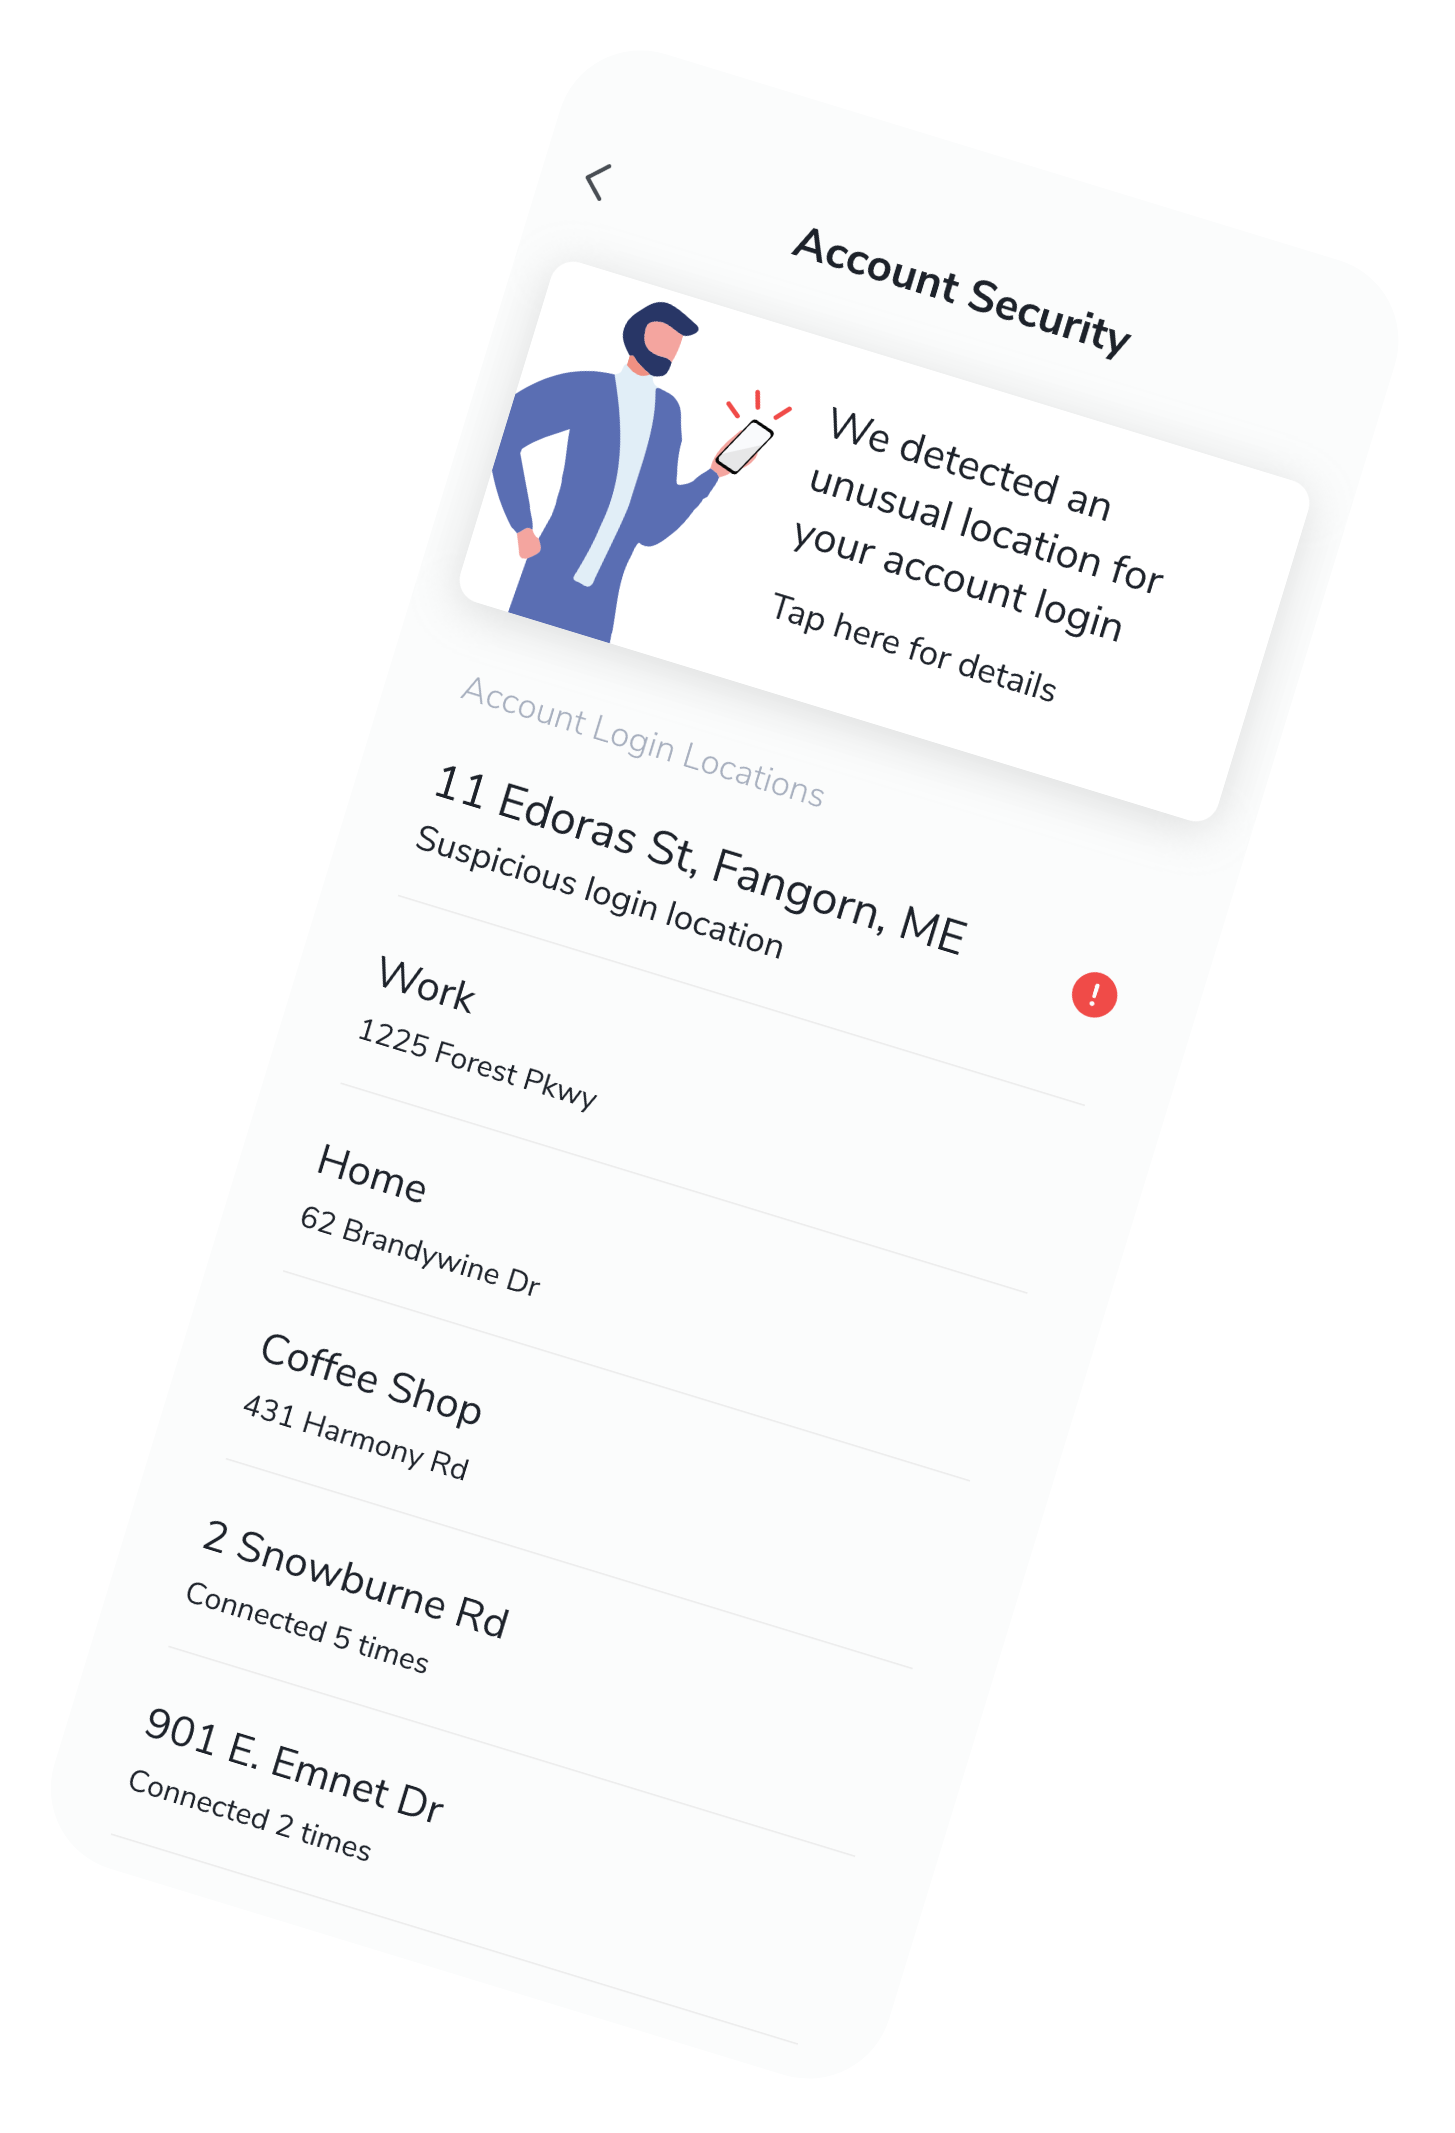 Account Security
We detected an
unusual location for
your account login
Tap here for details
Account Login Locations
11 Edoras St, Fangorn, ME
Suspicious login location
!
Work
1225 Forest Pkwy
Home
62 Brandywine Dr
Coffee Shop
431 Harmony Rd
2 Snowburne Rd
Connected 5 times
901 E. Emnet Dr
Connected 2 times